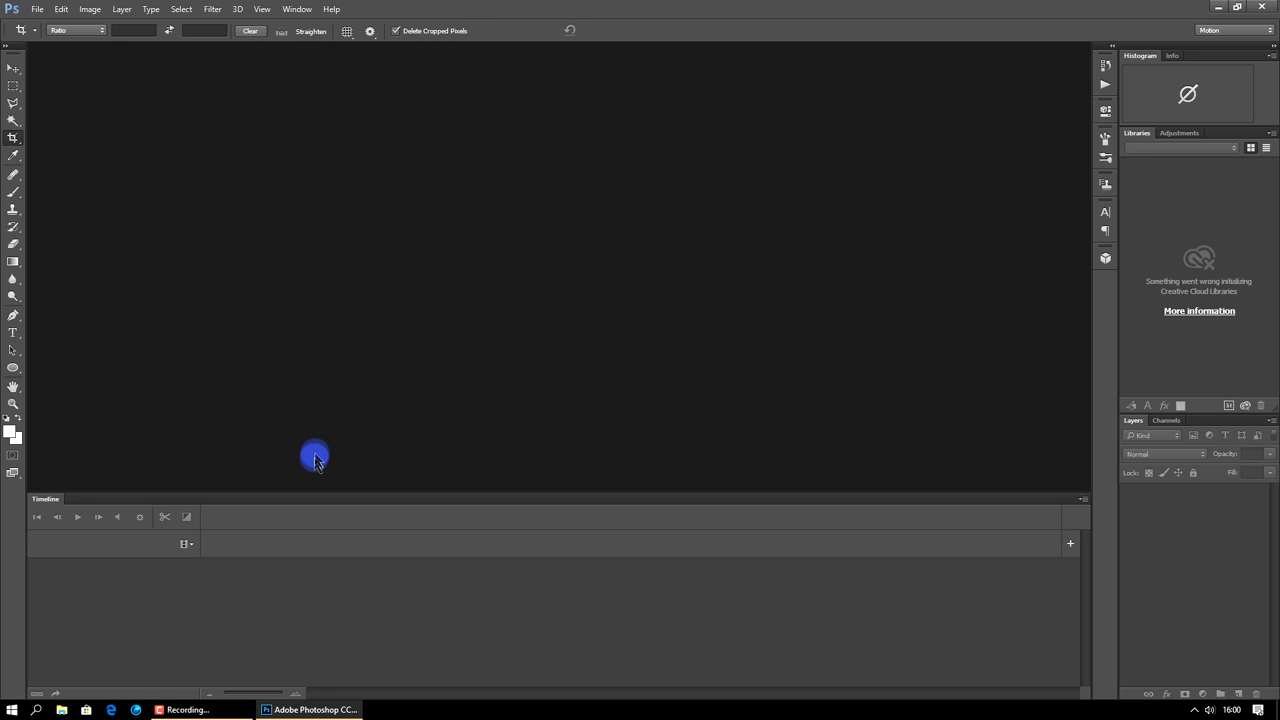 Ps File Edit Image Layer Type Select Filter 3D View Window Help
Ratio Clear Straighten Delete Cropped Pixels Motion
Histogram Info
Libraries Adjustments
Something went wrong initializing
Creative Cloud Libraries
More information
St
Layers Channels
Kind
Normal Opacity:
Lock: Fill:
Timeline
Recording... Ps Adobe Photoshop CC... 16:00